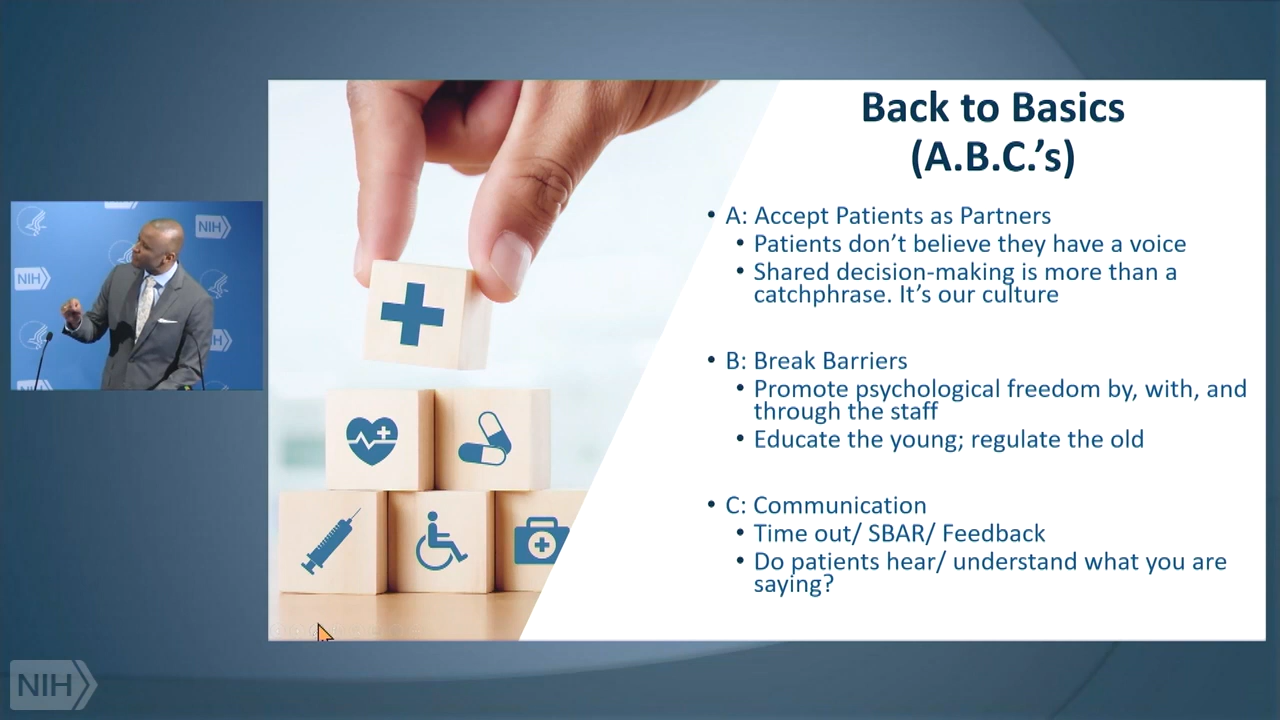 Back to Basics
(A.B.C.’s)
• A: Accept Patients as Partners
• Patients don’t believe they have a voice
• Shared decision-making is more than a
catchphrase. It’s our culture
• B: Break Barriers
• Promote psychological freedom by, with, and
through the staff
• Educate the young; regulate the old
• C: Communication
• Time out/ SBAR/ Feedback
• Do patients hear/ understand what you are
saying?
NIH
NIH
NIH
NIH